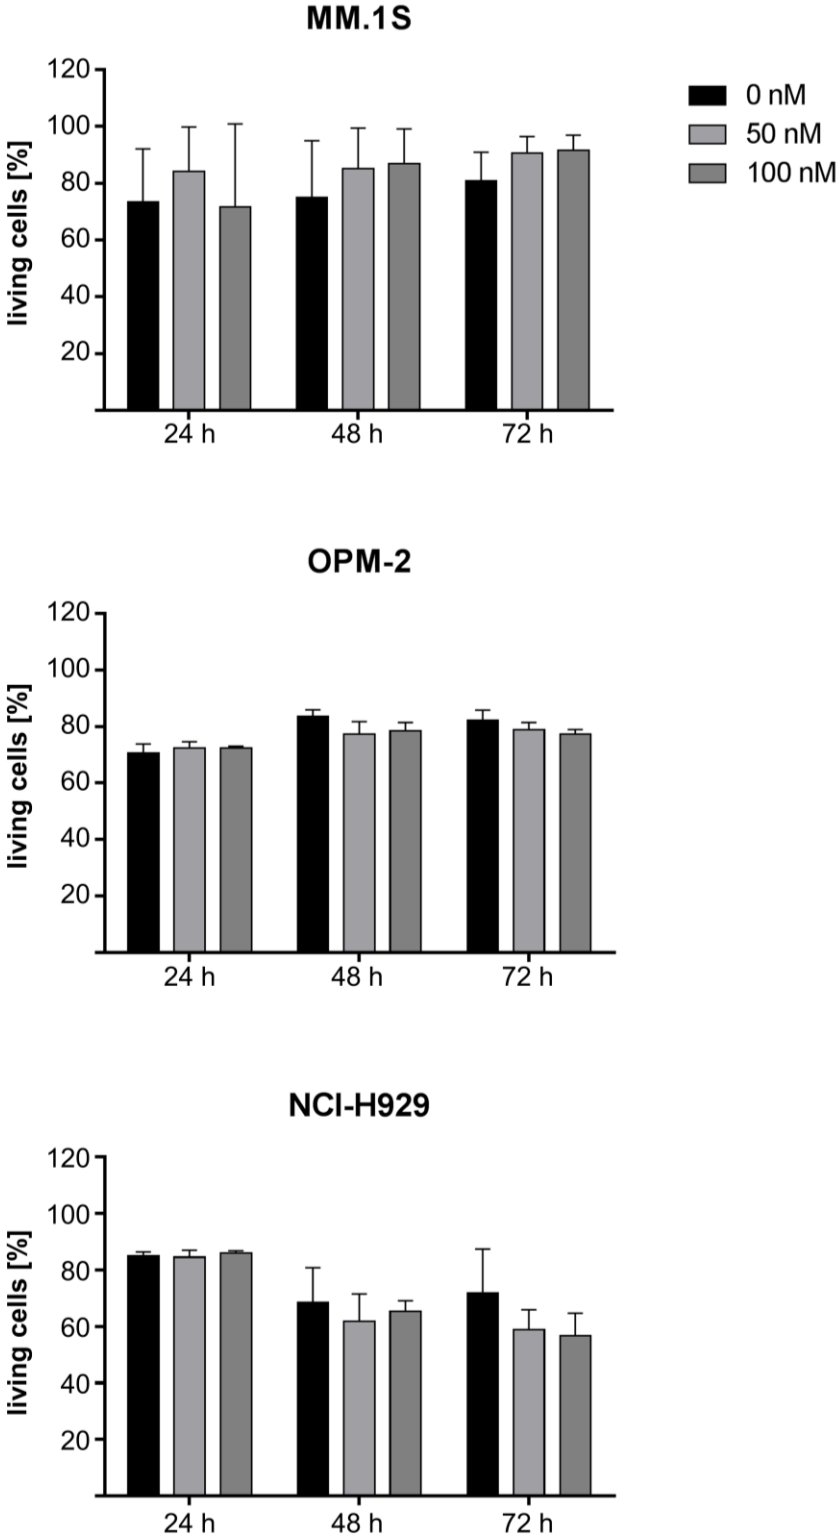 MM.1S
living cells [%]
120
100
80
60
40
20
24 h
48 h
72 h
0 nM
50 nM
100 nM
OPM-2
living cells [%]
120
100
80
60
40
20
24 h
48 h
72 h
NCI-H929
living cells [%]
120
100
80
60
40
20
24 h
48 h
72 h